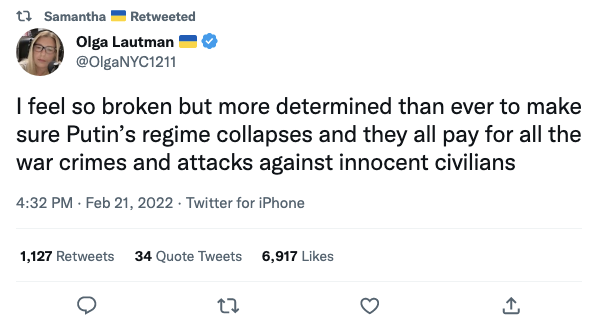 Samantha 🇺🇦 Retweeted
Olga Lautman 🇺🇦
@OlgaNYC1211
I feel so broken but more determined than ever to make
sure Putin’s regime collapses and they all pay for all the
war crimes and attacks against innocent civilians
4:32 PM · Feb 21, 2022 · Twitter for iPhone
1,127 Retweets 34 Quote Tweets 6,917 Likes